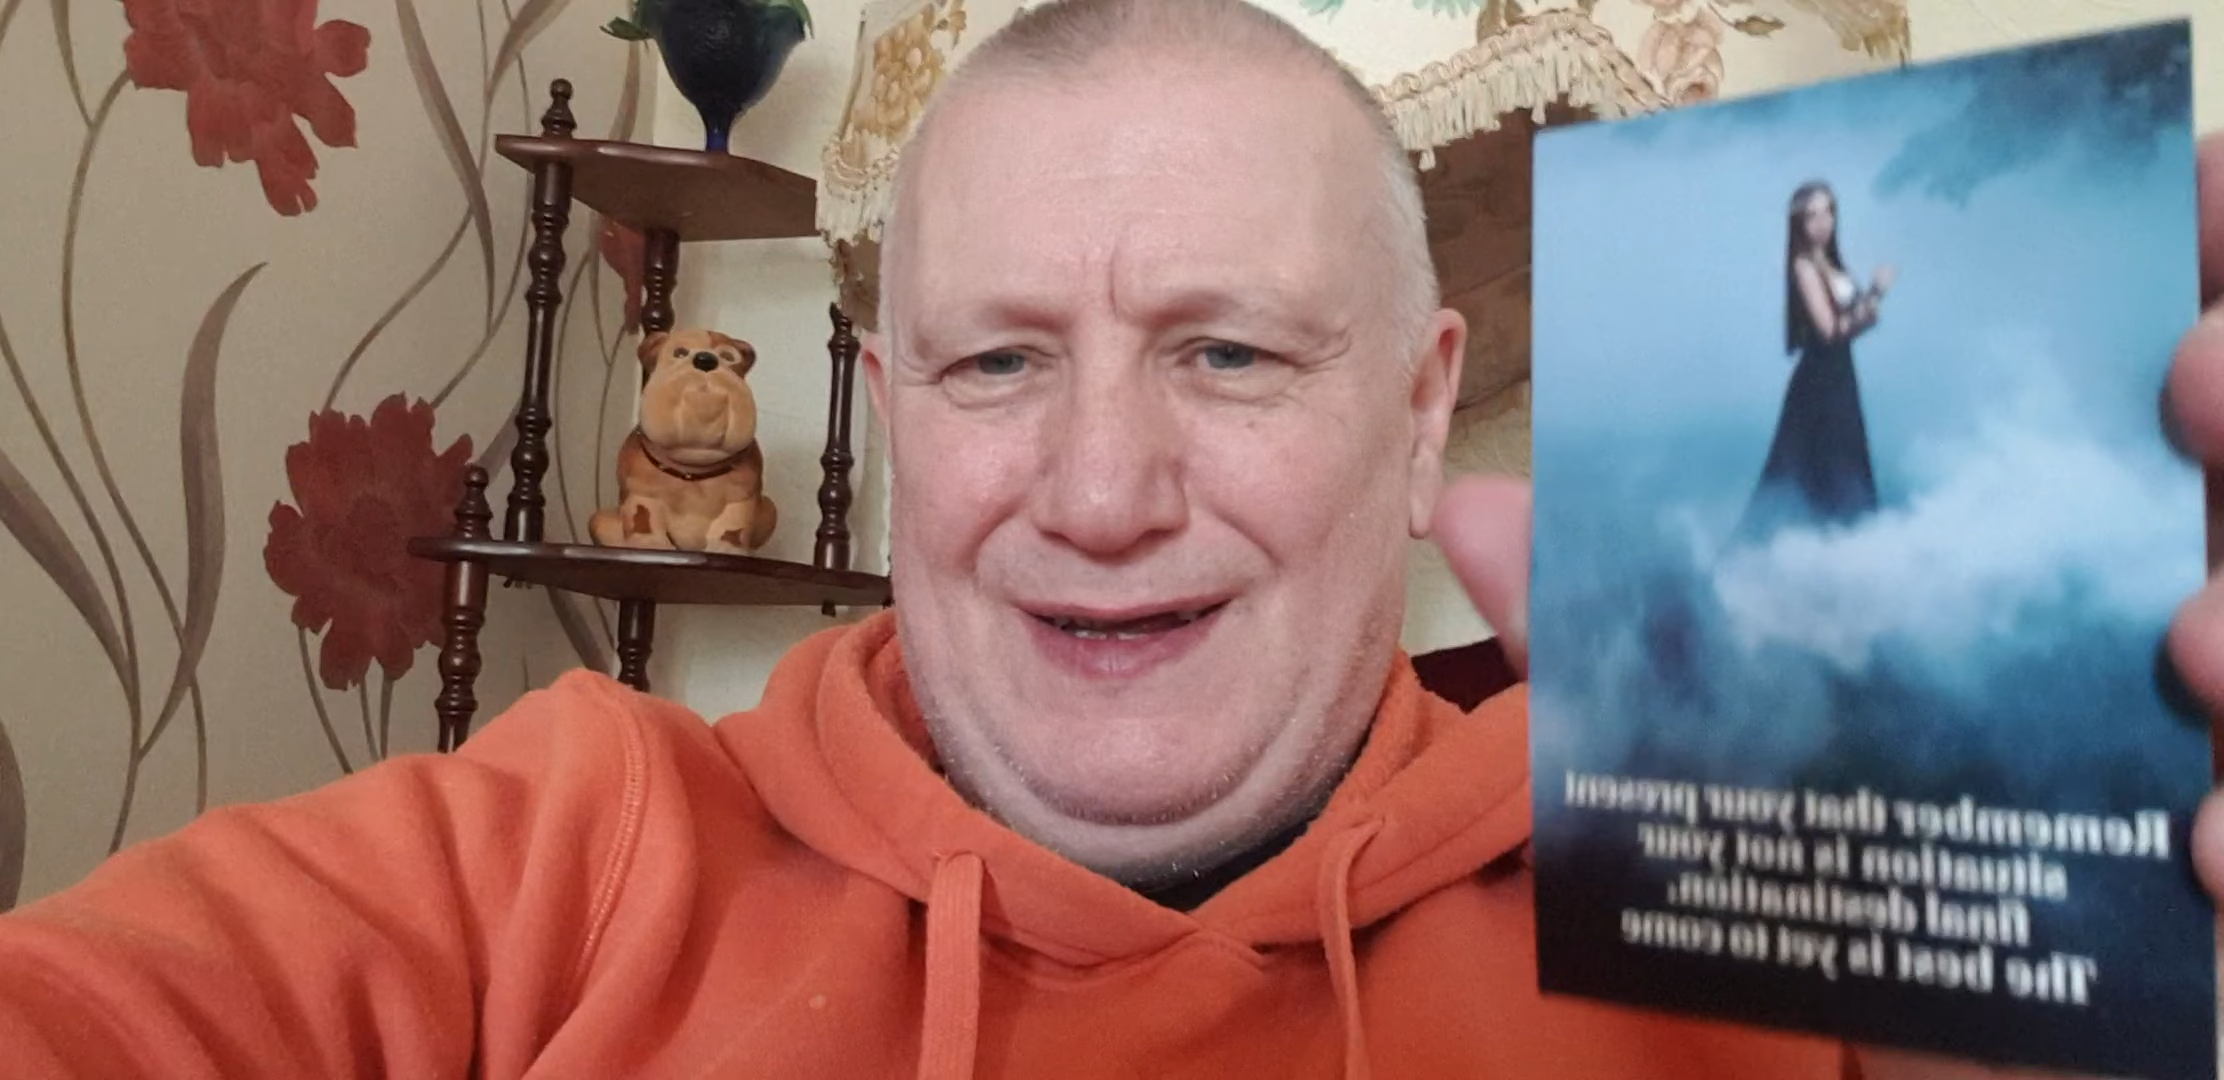 Remember that your present
situation is not your
final destination.
The best is yet to come